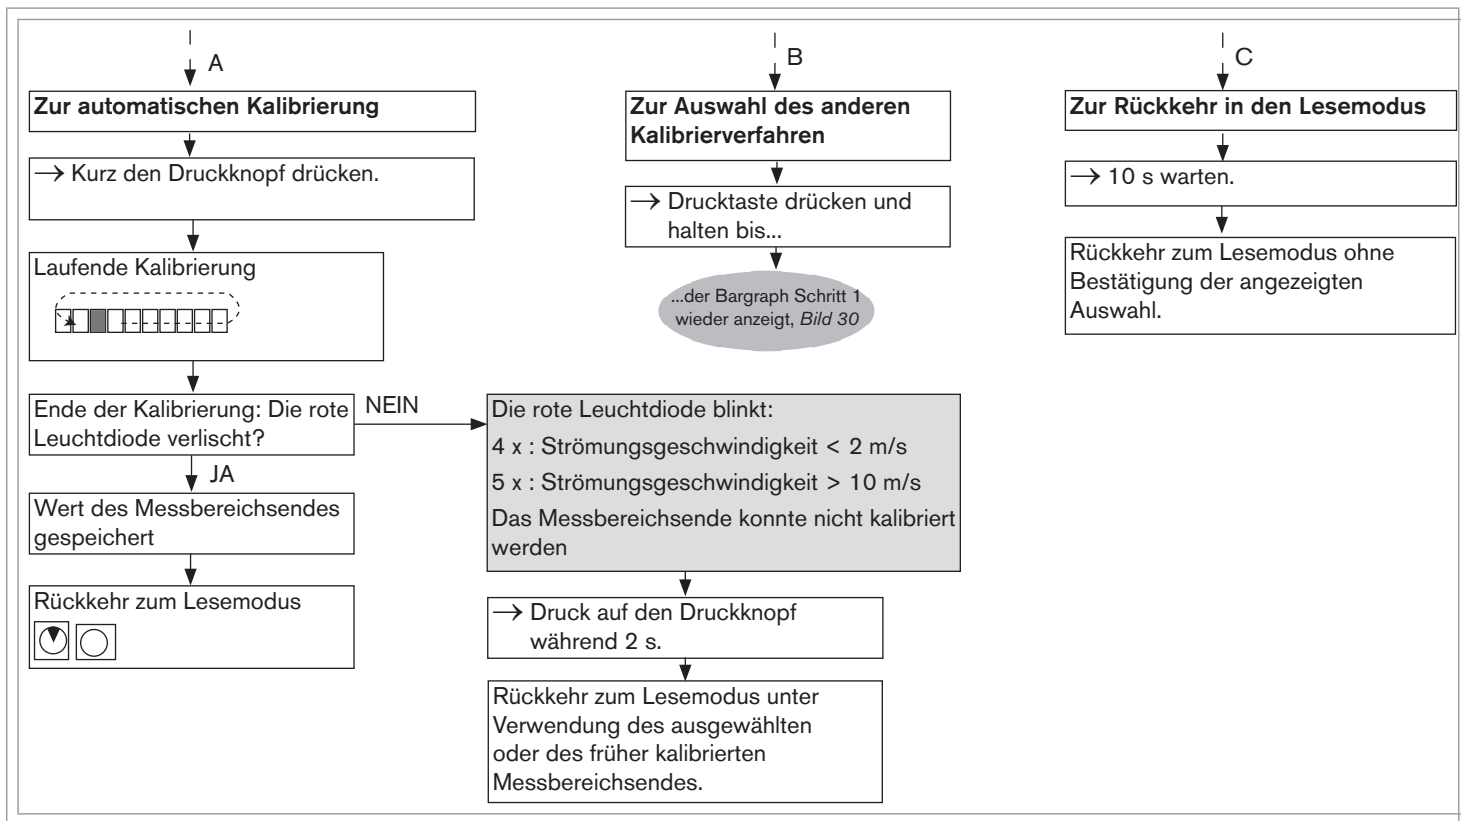 A
Zur automatischen Kalibrierung
→ Kurz den Druckknopf drücken.
Laufende Kalibrierung
Ende der Kalibrierung: Die rote
Leuchtdiode verlischt?
NEIN
JA
Wert des Messbereichsendes
gespeichert
Rückkehr zum Lesemodus
Die rote Leuchtdiode blinkt:
4 x : Strömungsgeschwindigkeit < 2 m/s
5 x : Strömungsgeschwindigkeit > 10 m/s
Das Messbereichsende konnte nicht kalibriert
werden
→ Druck auf den Druckknopf
während 2 s.
Rückkehr zum Lesemodus unter
Verwendung des ausgewählten
oder des früher kalibrierten
Messbereichsendes.
B
Zur Auswahl des anderen
Kalibrierverfahren
→ Drucktaste drücken und
halten bis...
...der Bargraph Schritt 1
wieder anzeigt, Bild 30
C
Zur Rückkehr in den Lesemodus
→ 10 s warten.
Rückkehr zum Lesemodus ohne
Bestätigung der angezeigten
Auswahl.